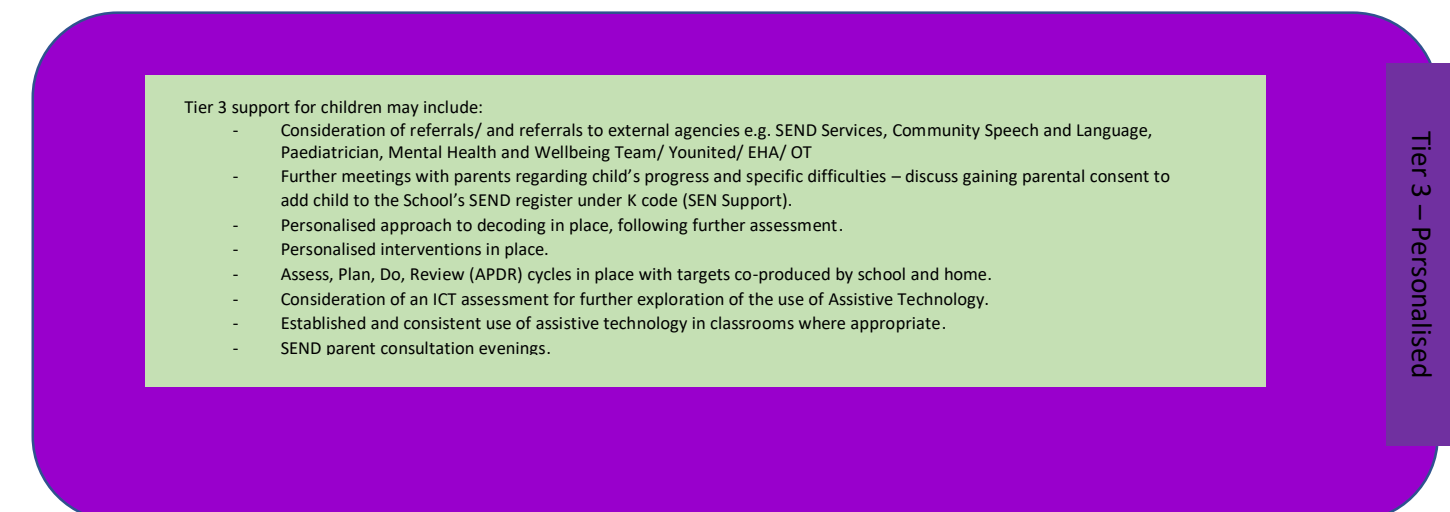 Tier 3 support for children may include:
- Consideration of referrals/ and referrals to external agencies e.g. SEND Services, Community Speech and Language,
Paediatrician, Mental Health and Wellbeing Team/ Younited/ EHA/ OT
- Further meetings with parents regarding child's progress and specific difficulties – discuss gaining parental consent to
add child to the School's SEND register under K code (SEN Support).
- Personalised approach to decoding in place, following further assessment.
- Personalised interventions in place.
- Assess, Plan, Do, Review (APDR) cycles in place with targets co-produced by school and home.
- Consideration of an ICT assessment for further exploration of the use of Assistive Technology.
- Established and consistent use of assistive technology in classrooms where appropriate.
- SEND parent consultation evenings.
Tier 3 – Personalised